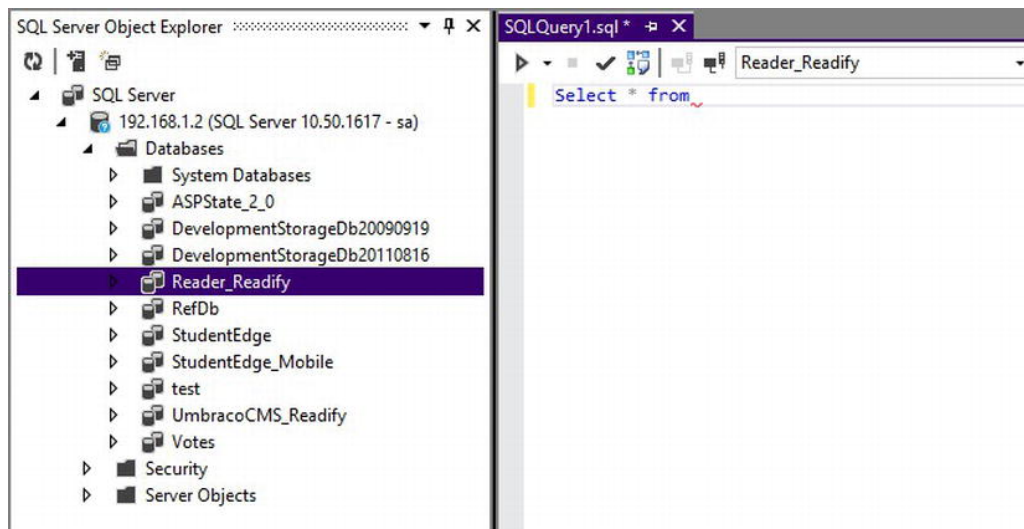 SQL Server Object Explorer
SQL Server
192.168.1.2 (SQL Server 10.50.1617 - sa)
Databases
System Databases
ASPState_2_0
DevelopmentStorageDb20090919
DevelopmentStorageDb20110816
Reader_Readify
RefDb
StudentEdge
StudentEdge_Mobile
test
UmbracoCMS_Readify
Votes
Security
Server Objects
SQLQuery1.sql *
Reader_Readify
Select * from